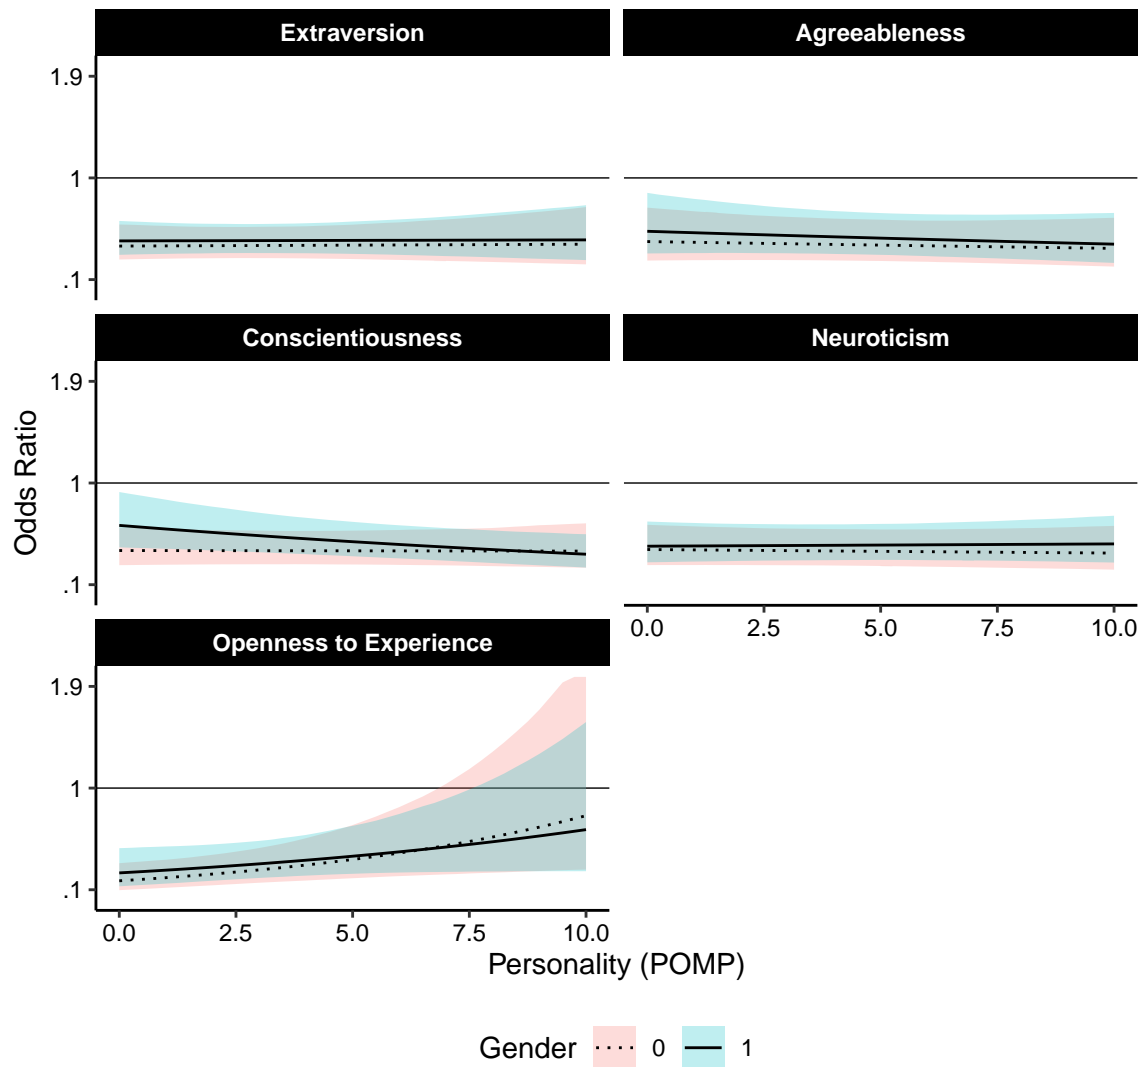 Extraversion
Agreeableness
1.9
1
.1
Conscientiousness
Neuroticism
1.9
1
.1
0.0 2.5 5.0 7.5 10.0
Openness to Experience
1.9
1
.1
0.0 2.5 5.0 7.5 10.0
Odds Ratio
Personality (POMP)
Gender 0 1